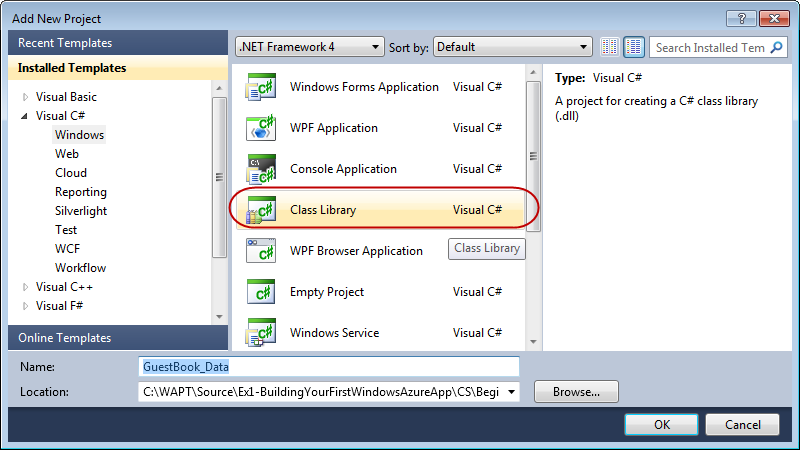 Add New Project
Recent Templates
Installed Templates
Visual Basic
Visual C#
Windows
Web
Cloud
Reporting
Silverlight
Test
WCF
Workflow
Visual C++
Visual F#
Online Templates
.NET Framework 4 Sort by: Default Search Installed Tem
Windows Forms Application Visual C#
WPF Application Visual C#
Console Application Visual C#
Class Library Visual C#
WPF Browser Application Class Library
Empty Project Visual C#
Windows Service Visual C#
Type: Visual C#
A project for creating a C# class library
(.dll)
Name: GuestBook_Data
Location: C:\WAPT\Source\Ex1-BuildingYourFirstWindowsAzureApp\CS\Begi Browse...
OK Cancel